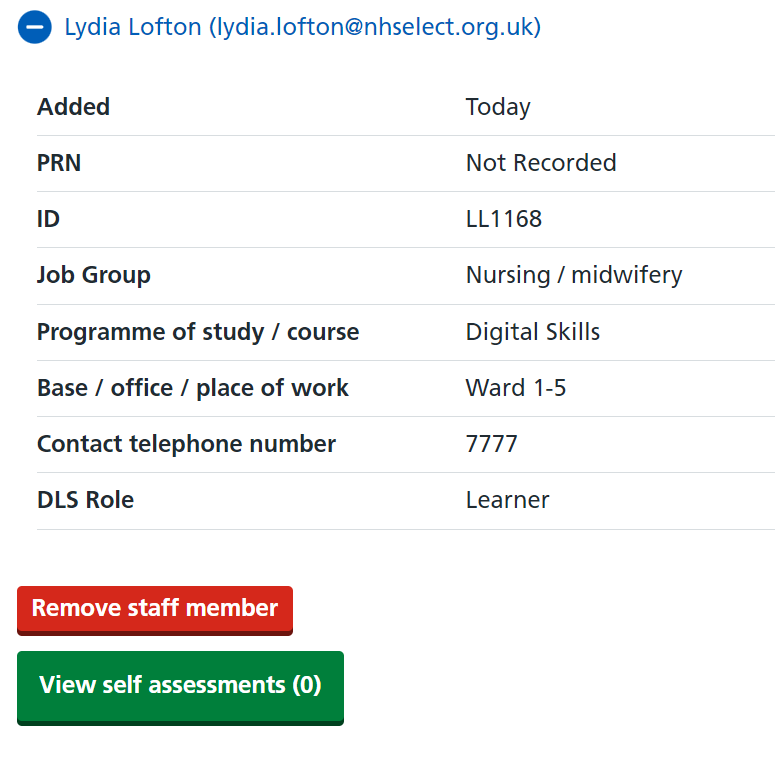 Lydia Lofton (lydia.lofton@nhselect.org.uk)
Added Today
PRN Not Recorded
ID LL1168
Job Group Nursing / midwifery
Programme of study / course Digital Skills
Base / office / place of work Ward 1-5
Contact telephone number 7777
DLS Role Learner
Remove staff member
View self assessments (0)